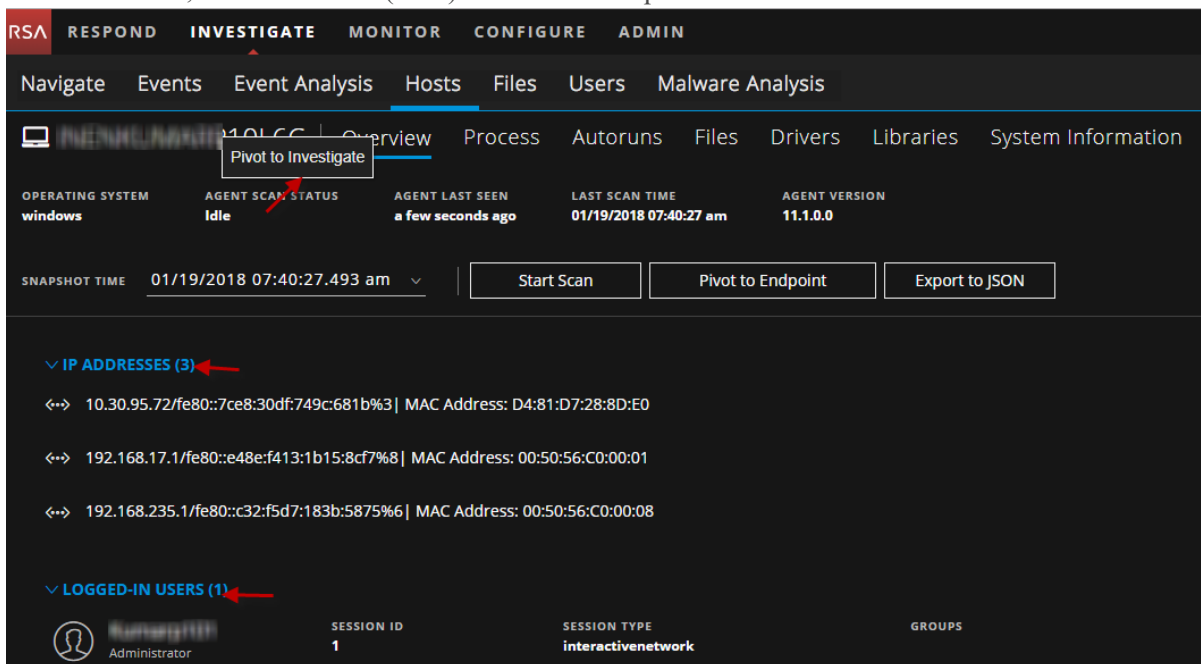 RSA RESPOND INVESTIGATE MONITOR CONFIGURE ADMIN
Navigate Events Event Analysis Hosts Files Users Malware Analysis
Overview Process Autoruns Files Drivers Libraries System Information
Pivot to Investigate
OPERATING SYSTEM AGENT SCAN STATUS AGENT LAST SEEN LAST SCAN TIME AGENT VERSION
windows Idle a few seconds ago 01/19/2018 07:40:27 am 11.1.0.0
SNAPSHOT TIME 01/19/2018 07:40:27.493 am Start Scan Pivot to Endpoint Export to JSON
IP ADDRESSES (3)
10.30.95.72/fe80::7ce8:30df:749c:681b%3| MAC Address: D4:81:D7:28:8D:E0
192.168.17.1/fe80::e48e:f413:1b15:8cf7%8| MAC Address: 00:50:56:C0:00:01
192.168.235.1/fe80::c32:f5d7:183b:5875%6| MAC Address: 00:50:56:C0:00:08
LOGGED-IN USERS (1)
SESSION ID SESSION TYPE GROUPS
Administrator 1 interactivenetwork